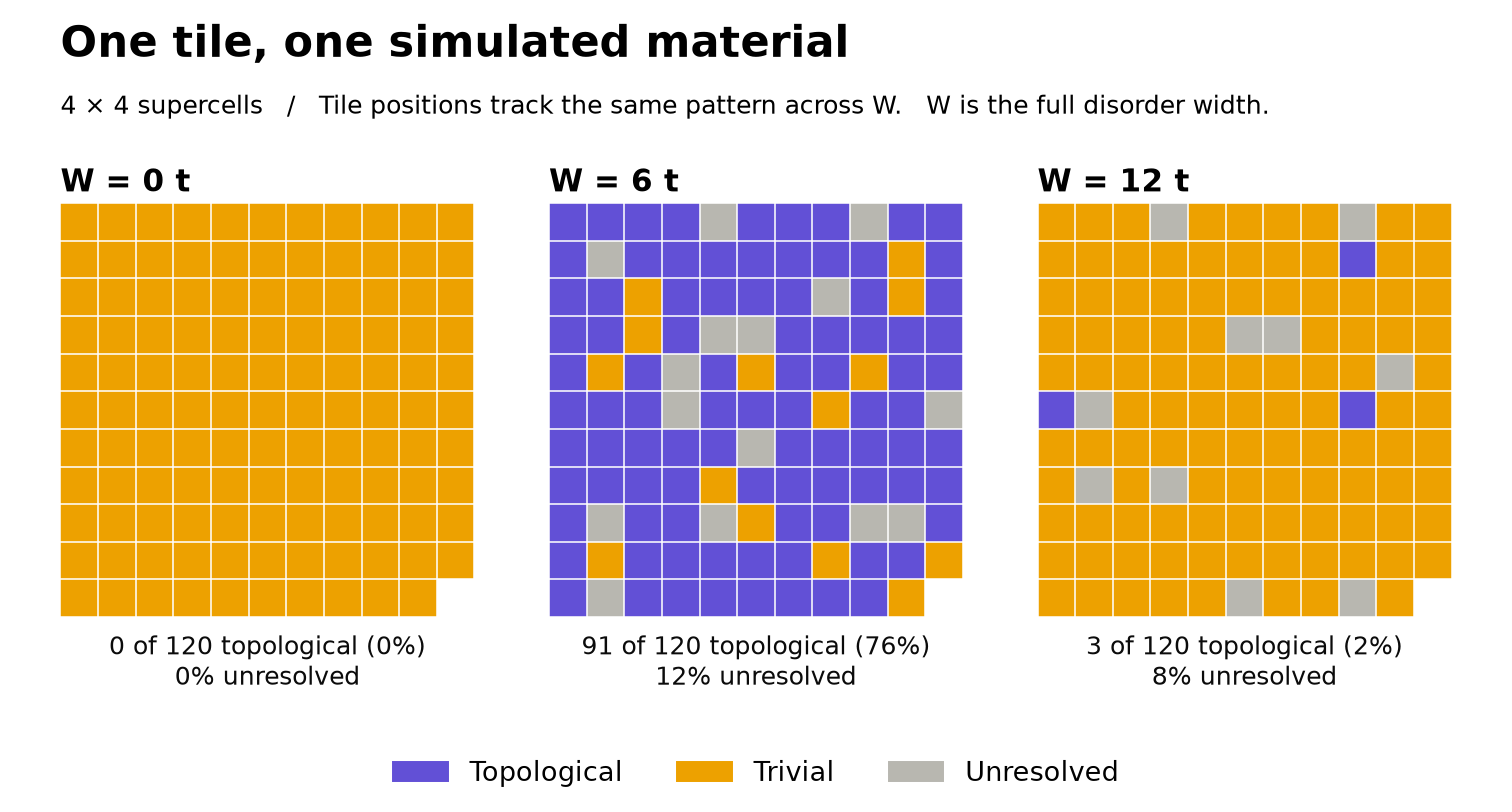 One tile, one simulated material
4 × 4 supercells / Tile positions track the same pattern across W. W is the full disorder width.
W = 0 t
W = 6 t
W = 12 t
0 of 120 topological (0%)
0% unresolved
91 of 120 topological (76%)
12% unresolved
3 of 120 topological (2%)
8% unresolved
Topological
Trivial
Unresolved